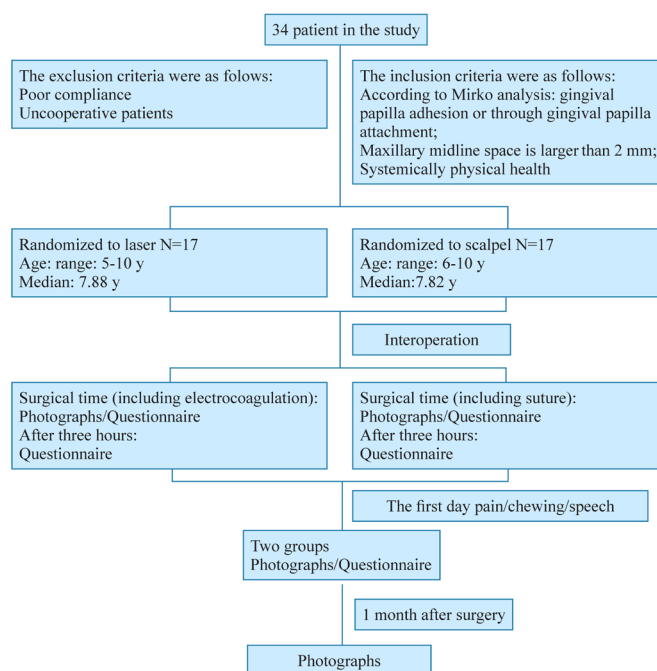 34 patient in the study
The exclusion criteria were as follows:
Poor compliance
Uncooperative patients
The inclusion criteria were as follows:
According to Mirko analysis: gingival
papilla adhesion or through gingival papilla
attachment;
Maxillary midline space is larger than 2 mm;
Systemically physical health
Randomized to laser N=17
Age: range: 5-10 y
Median: 7.88 y
Randomized to scalpel N=17
Age: range: 6-10 y
Median:7.82 y
Interoperation
Surgical time (including electrocoagulation):
Photographs/Questionnaire
After three hours:
Questionnaire
Surgical time (including suture):
Photographs/Questionnaire
After three hours:
Questionnaire
The first day pain/chewing/speech
Two groups
Photographs/Questionnaire
1 month after surgery
Photographs